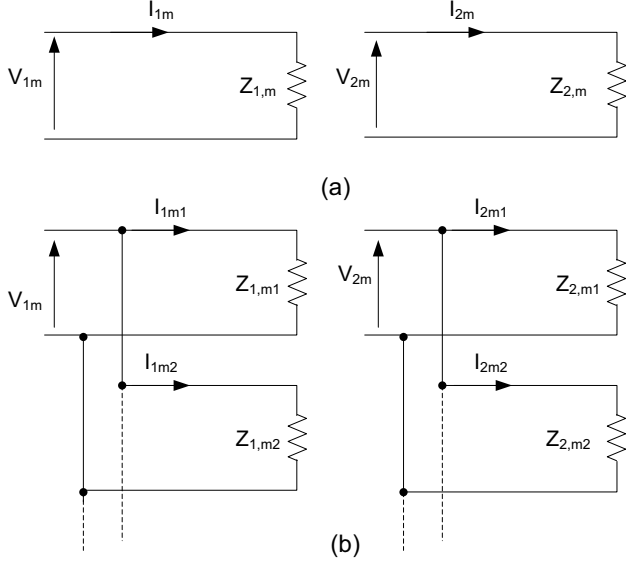 I1m
I2m
V1m
Z1,m
V2m
Z2,m
(a)
I1m1
I2m1
V1m
Z1,m1
V2m
Z2,m1
I1m2
I2m2
Z1,m2
Z2,m2
(b)